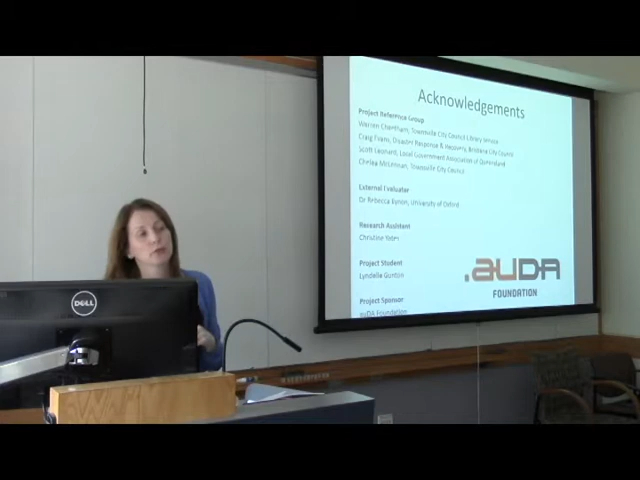 Acknowledgements
Project Reference Group
Warren Cheetham, Townsville City Council Library Service
Craig Evans, Disaster Response & Recovery, Brisbane City Council
Scott Leonard, Local Government Association of Queensland
Chelea McLennan, Townsville City Council
External Evaluator
Dr Rebecca Eynon, University of Oxford
Research Assistant
Christine Yates
Project Student
Lyndelle Gunton
Project Sponsor
auDA Foundation
.auDA
FOUNDATION
DELL